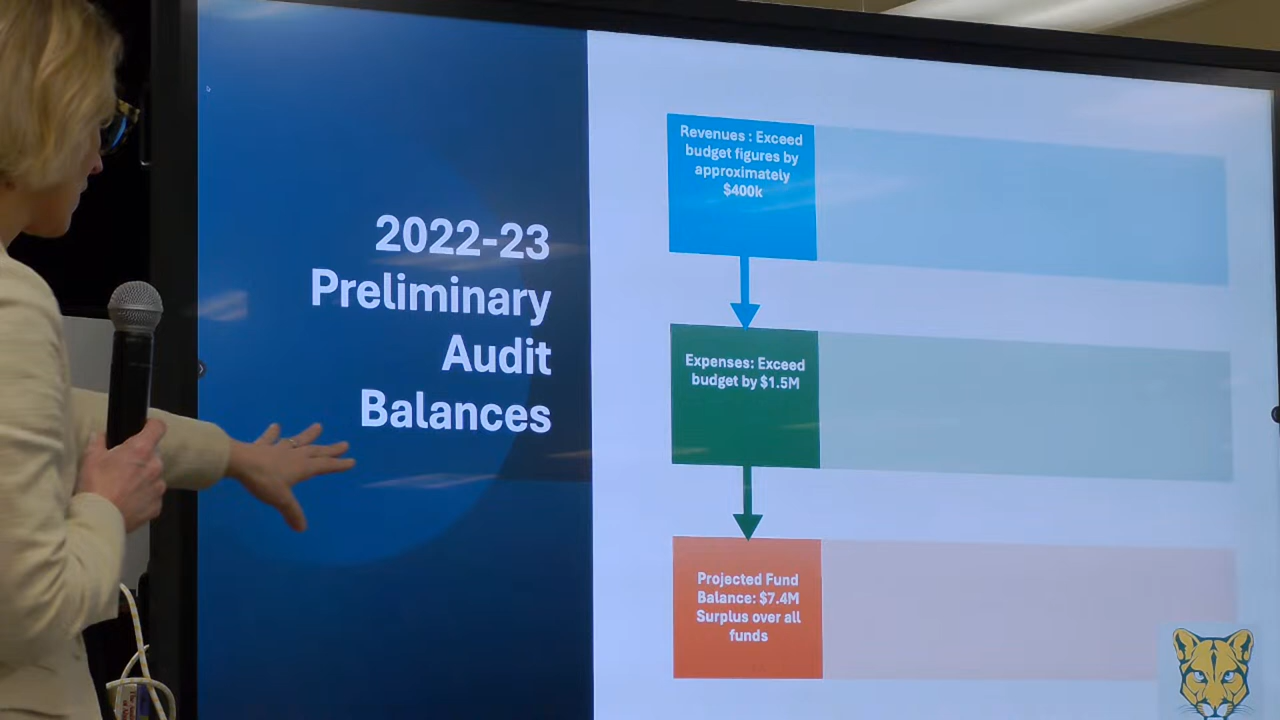 2022-23
Preliminary
Audit
Balances
Revenues : Exceed
budget figures by
approximately
$400k
Expenses: Exceed
budget by $1.5M
Projected Fund
Balance: $7.4M
Surplus over all
funds